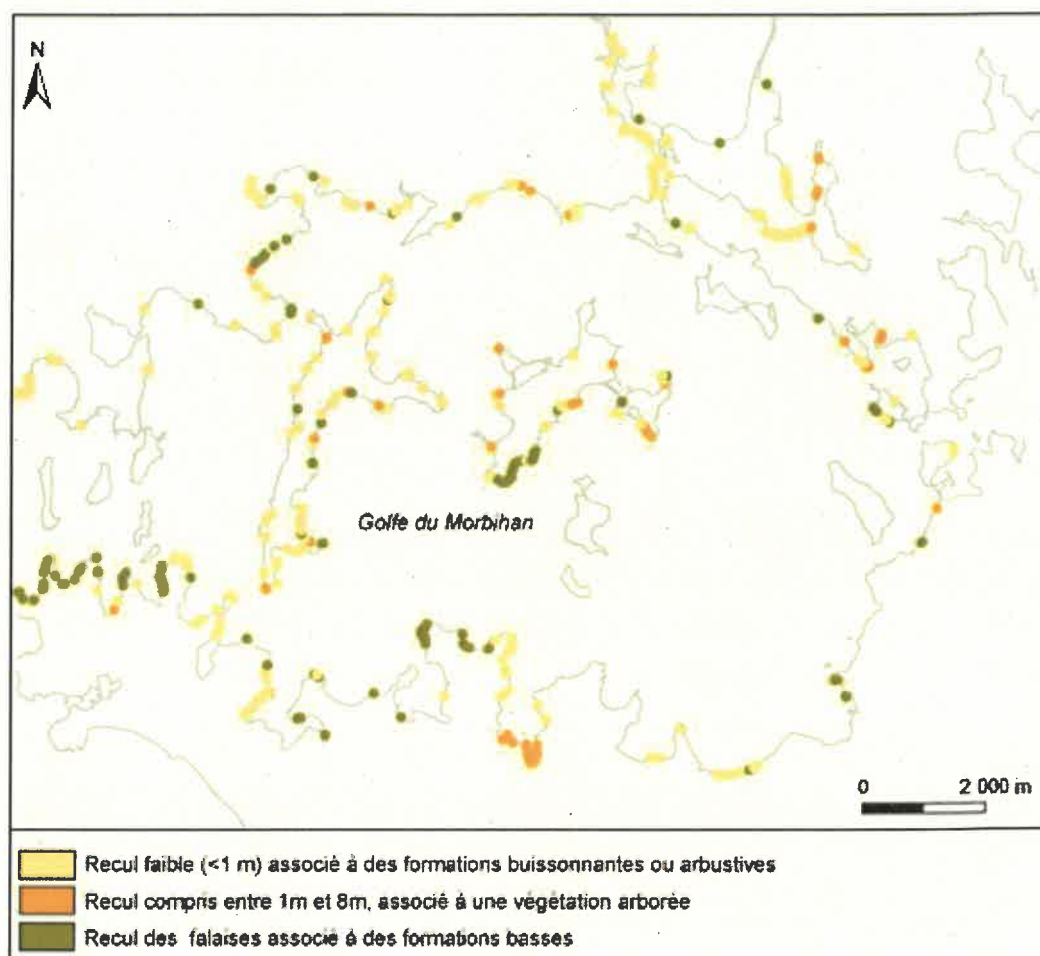 N
Golfe du Morbihan
0 2 000 m
Recul faible (<1 m) associé à des formations buissonnantes ou arbustives
Recul compris entre 1m et 8m, associé à une végétation arborée
Recul des falaises associé à des formations basses